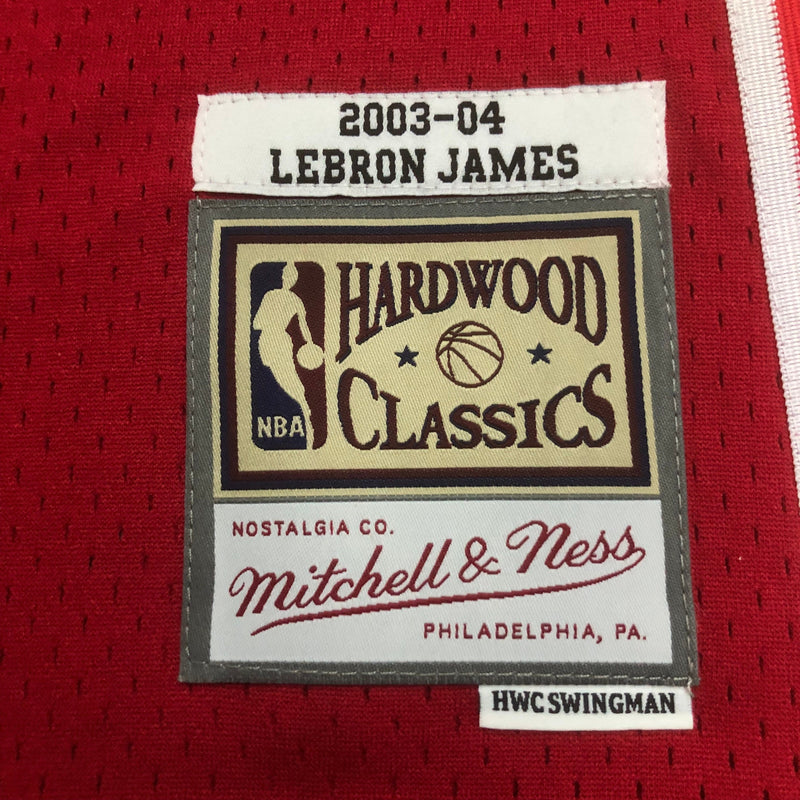 2003-04
LEBRON JAMES
HARDWOOD
CLASSICS
NBA
NOSTALGIA CO.
Mitchell & Ness
PHILADELPHIA, PA.
HWC SWINGMAN